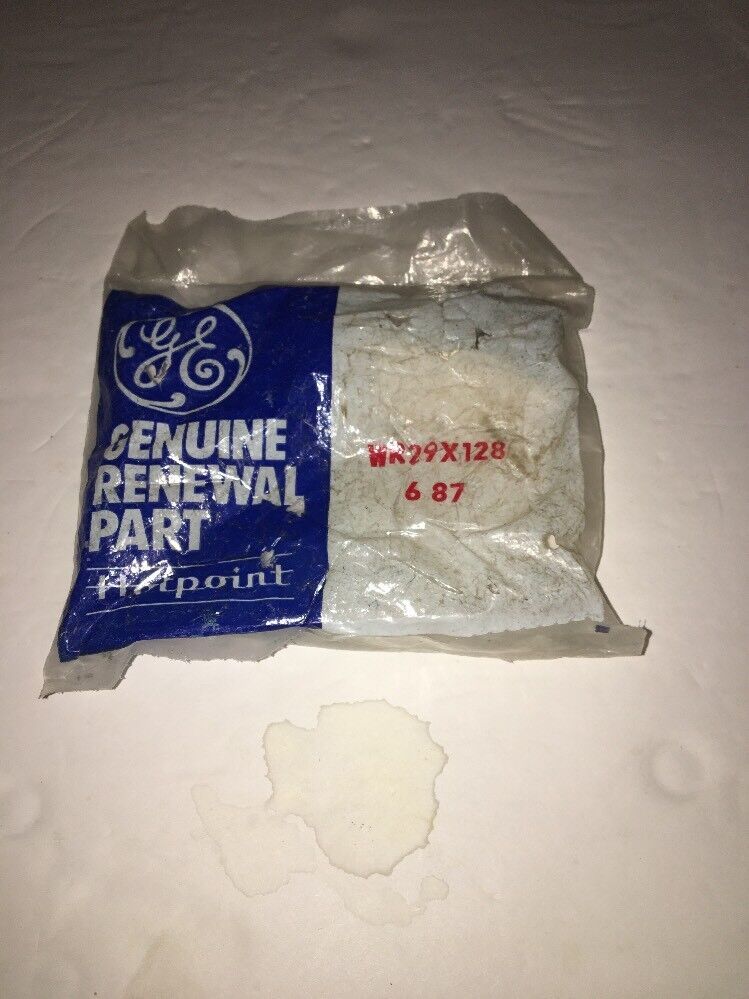 GE
GENUINE
RENEWAL
PART
Hotpoint
WR29X128
6 87